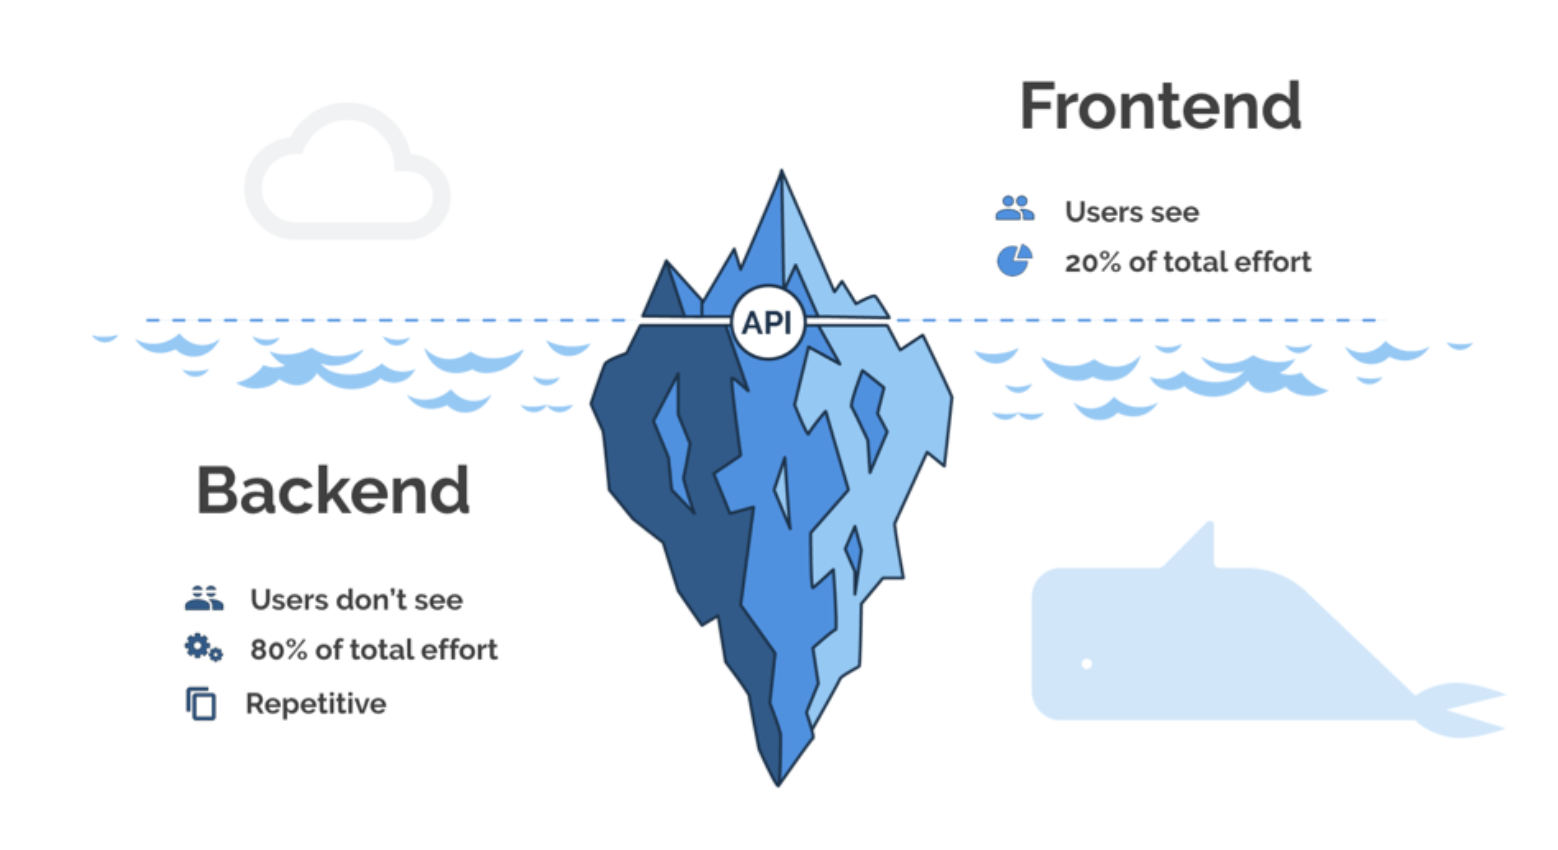 Frontend
Users see
20% of total effort
API
Backend
Users don't see
80% of total effort
Repetitive